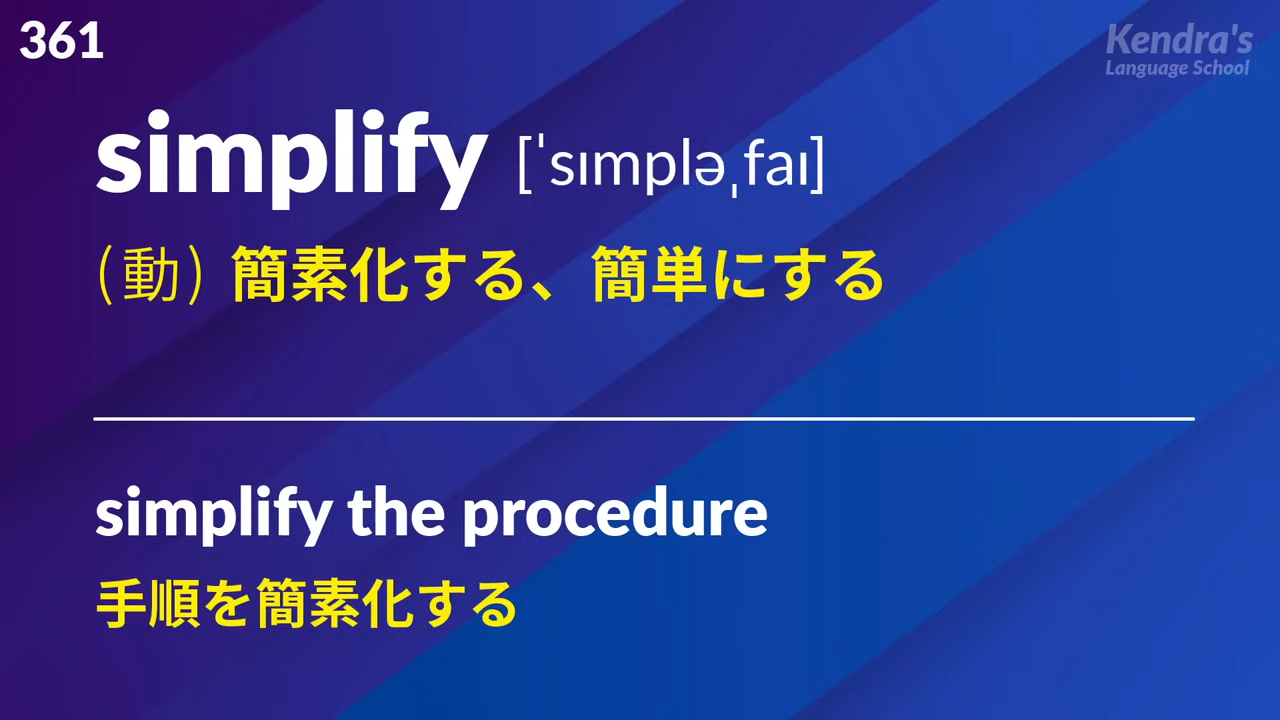 361
Kendra's
Language School
simplify [ˈsɪmpləˌfaɪ]
(動) 簡素化する、簡単にする
simplify the procedure
手順を簡素化する